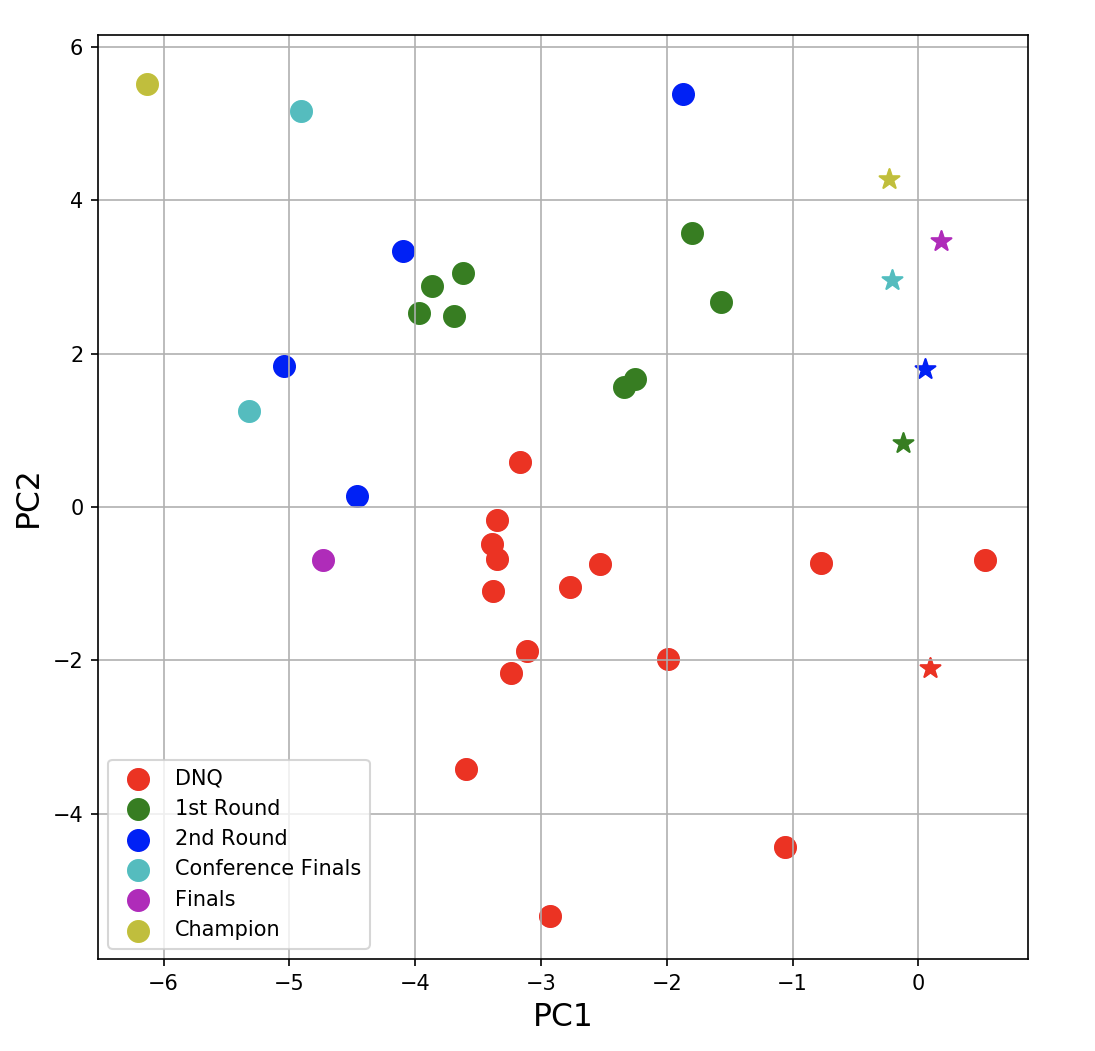 6
4
2
0
−2
−4
PC2
DNQ
1st Round
2nd Round
Conference Finals
Finals
Champion
−6 −5 −4 −3 −2 −1 0
PC1